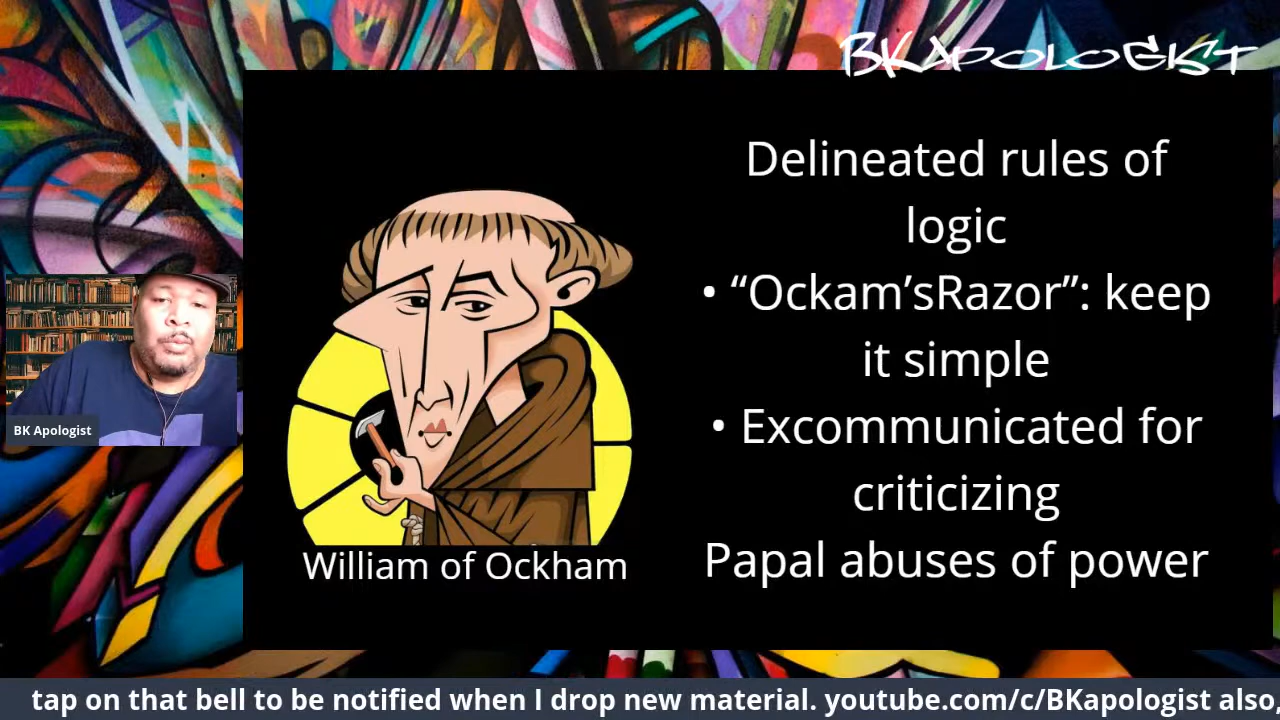 BKAPOLOGIST
Delineated rules of
logic
• “Ockam’sRazor”: keep
it simple
• Excommunicated for
criticizing
Papal abuses of power
William of Ockham
BK Apologist
tap on that bell to be notified when I drop new material. youtube.com/c/BKapologist also,